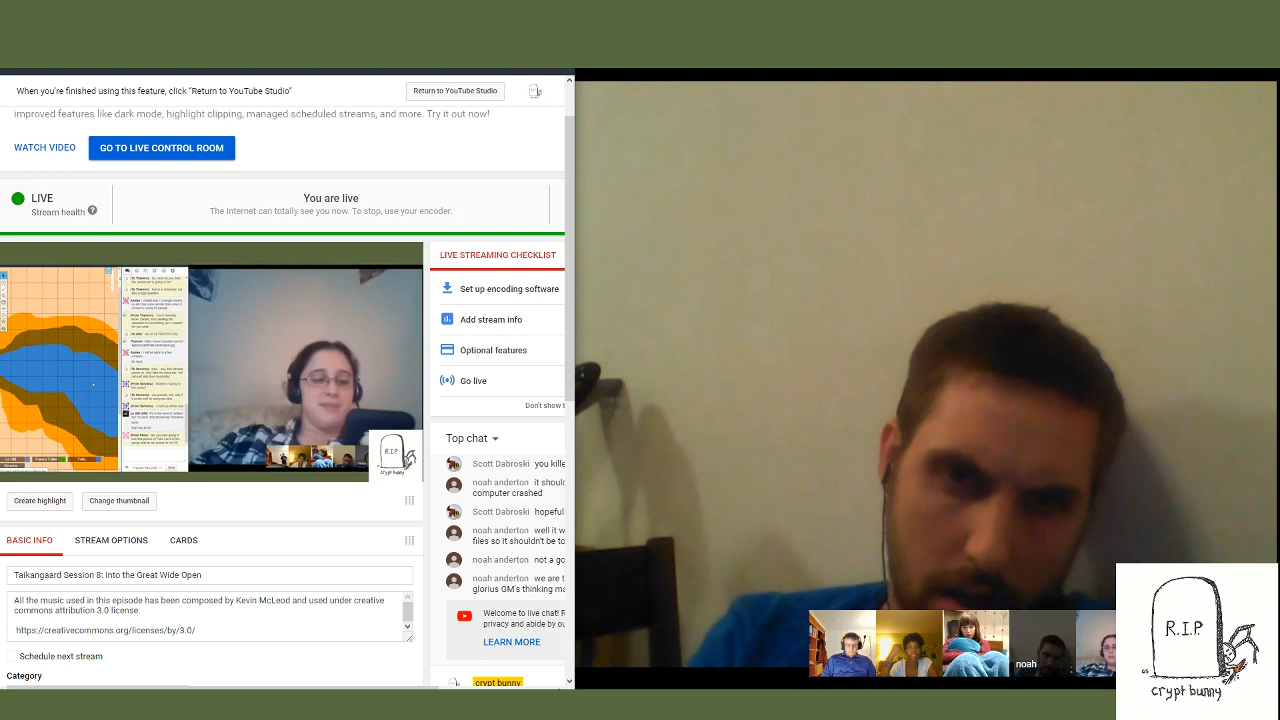 When you're finished using this feature, click "Return to YouTube Studio"
Return to YouTube Studio
improved features like dark mode, highlight clipping, managed scheduled streams, and more. Try it out now!
WATCH VIDEO
GO TO LIVE CONTROL ROOM
LIVE
Stream health
You are live
The Internet can totally see you now. To stop, use your encoder.
R.I.P
crypt bunny
Create highlight
Change thumbnail
BASIC INFO
STREAM OPTIONS
CARDS
Taikangaard Session 8: Into the Great Wide Open
All the music used in this episode has been composed by Kevin McLeod and used under creative
commons attribution 3.0 license.
https://creativecommons.org/licenses/by/3.0/
Schedule next stream
Category
LIVE STREAMING CHECKLIST
Set up encoding software
Add stream info
Optional features
Go live
Don't show t
Top chat
Scott Dabroski you kille
noah anderton it shoul
computer crashed
Scott Dabroski hopeful
noah anderton well it w
files so it shouldn't be to
noah anderton not a go
noah anderton we are t
glorius GM's thinking m
Welcome to live chat! R
privacy and abide by ou
LEARN MORE
crypt bunny
noah
R.I.P.
crypt bunny